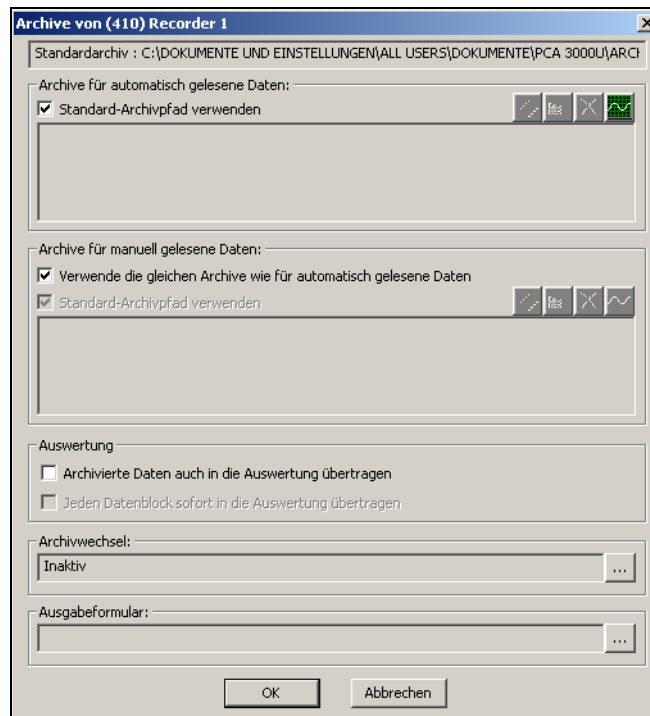 Archive von (410) Recorder 1
Standardarchiv : C:\DOKUMENTE UND EINSTELLUNGEN\ALL USERS\DOKUMENTE\PCA 3000U\ARCH
Archive für automatisch gelesene Daten:
Standard-Archivpfad verwenden
Archive für manuell gelesene Daten:
Verwende die gleichen Archive wie für automatisch gelesene Daten
Standard-Archivpfad verwenden
Auswertung
Archivierte Daten auch in die Auswertung übertragen
Jeden Datenblock sofort in die Auswertung übertragen
Archivwechsel:
Inaktiv ...
Ausgabeformular:
...
OK Abbrechen